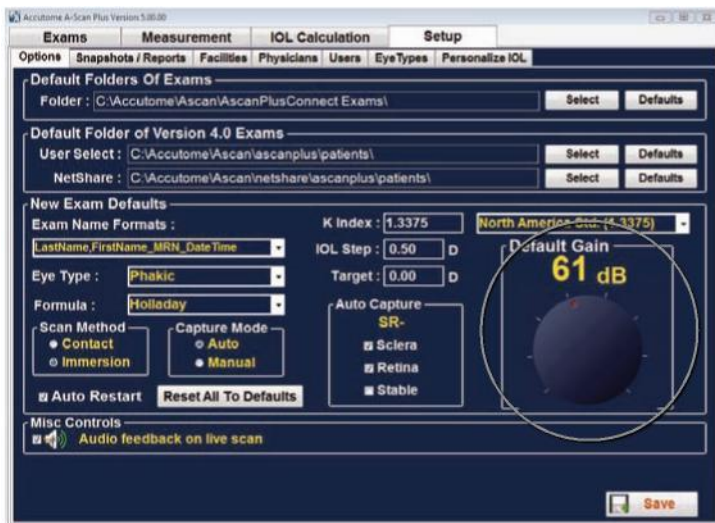 Accutome A-Scan Plus Version 5.00.00
Exams Measurement IOL Calculation Setup
Options Snapshots / Reports Facilities Physicians Users Eye Types Personalize IOL
Default Folders Of Exams
Folder : C:\Accutome\Ascan\AscanPlusConnect Exams\ Select Defaults
Default Folder of Version 4.0 Exams
User Select : C:\Accutome\Ascan\ascanplus\patients\ Select Defaults
NetShare : C:\Accutome\Ascan\netshare\ascanplus\patients\ Select Defaults
New Exam Defaults
Exam Name Formats : K Index : 1.3375 North America Std. (1.3375)
LastName,FirstName_MRN_DateTime IOL Step : 0.50 D Default Gain
Eye Type : Phakic Target : 0.00 D 61 dB
Formula : Holladay Auto Capture
Scan Method Capture Mode SR-
Contact Auto Sclera
Immersion Manual Retina
Auto Restart Reset All To Defaults Stable
Misc Controls
Audio feedback on live scan
Save